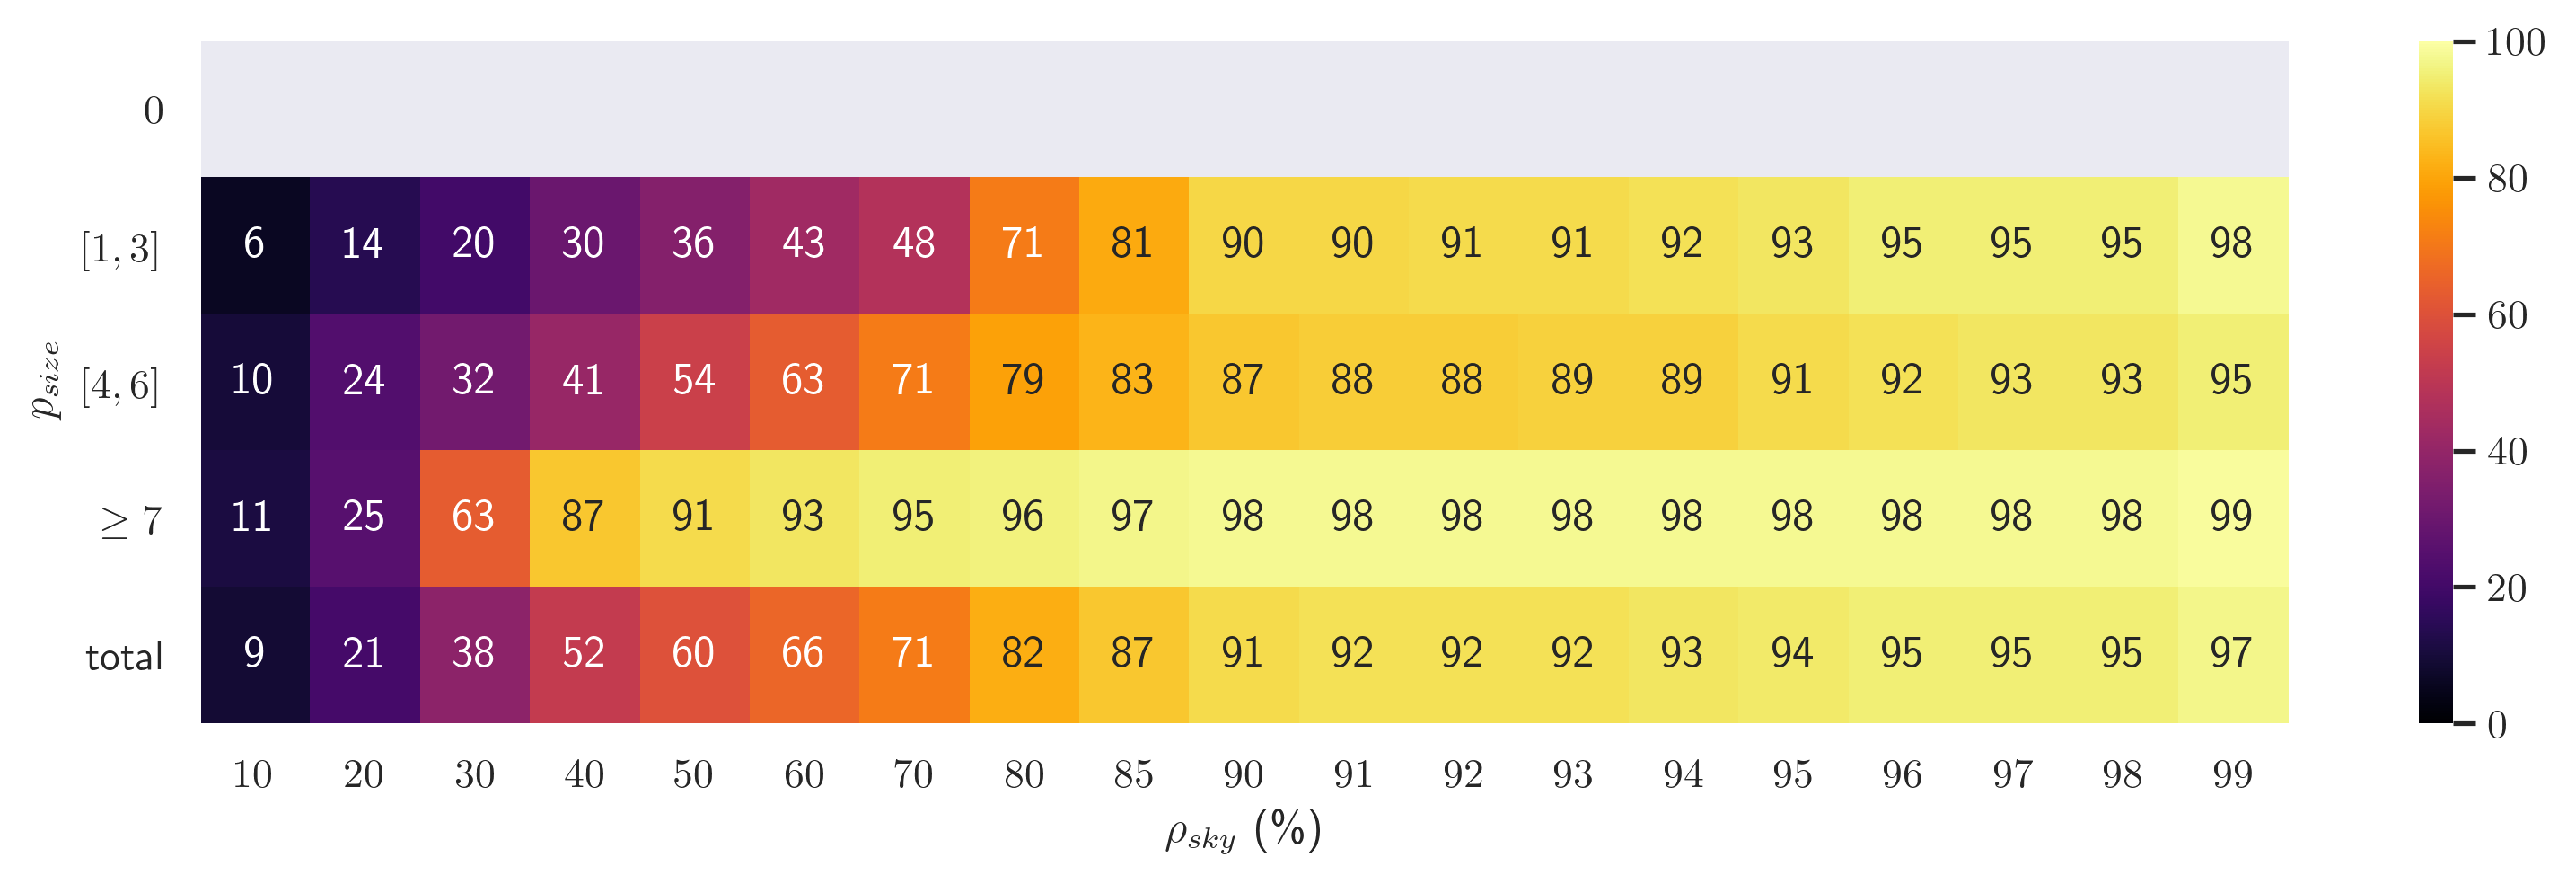 0
[1, 3] 6 14 20 30 36 43 48 71 81 90 90 91 91 92 93 95 95 95 98
[4, 6] 10 24 32 41 54 63 71 79 83 87 88 88 89 89 91 92 93 93 95
≥ 7 11 25 63 87 91 93 95 96 97 98 98 98 98 98 98 98 98 98 99
total 9 21 38 52 60 66 71 82 87 91 92 92 92 93 94 95 95 95 97
10 20 30 40 50 60 70 80 85 90 91 92 93 94 95 96 97 98 99
ρsky (%)
psize
100
80
60
40
20
0